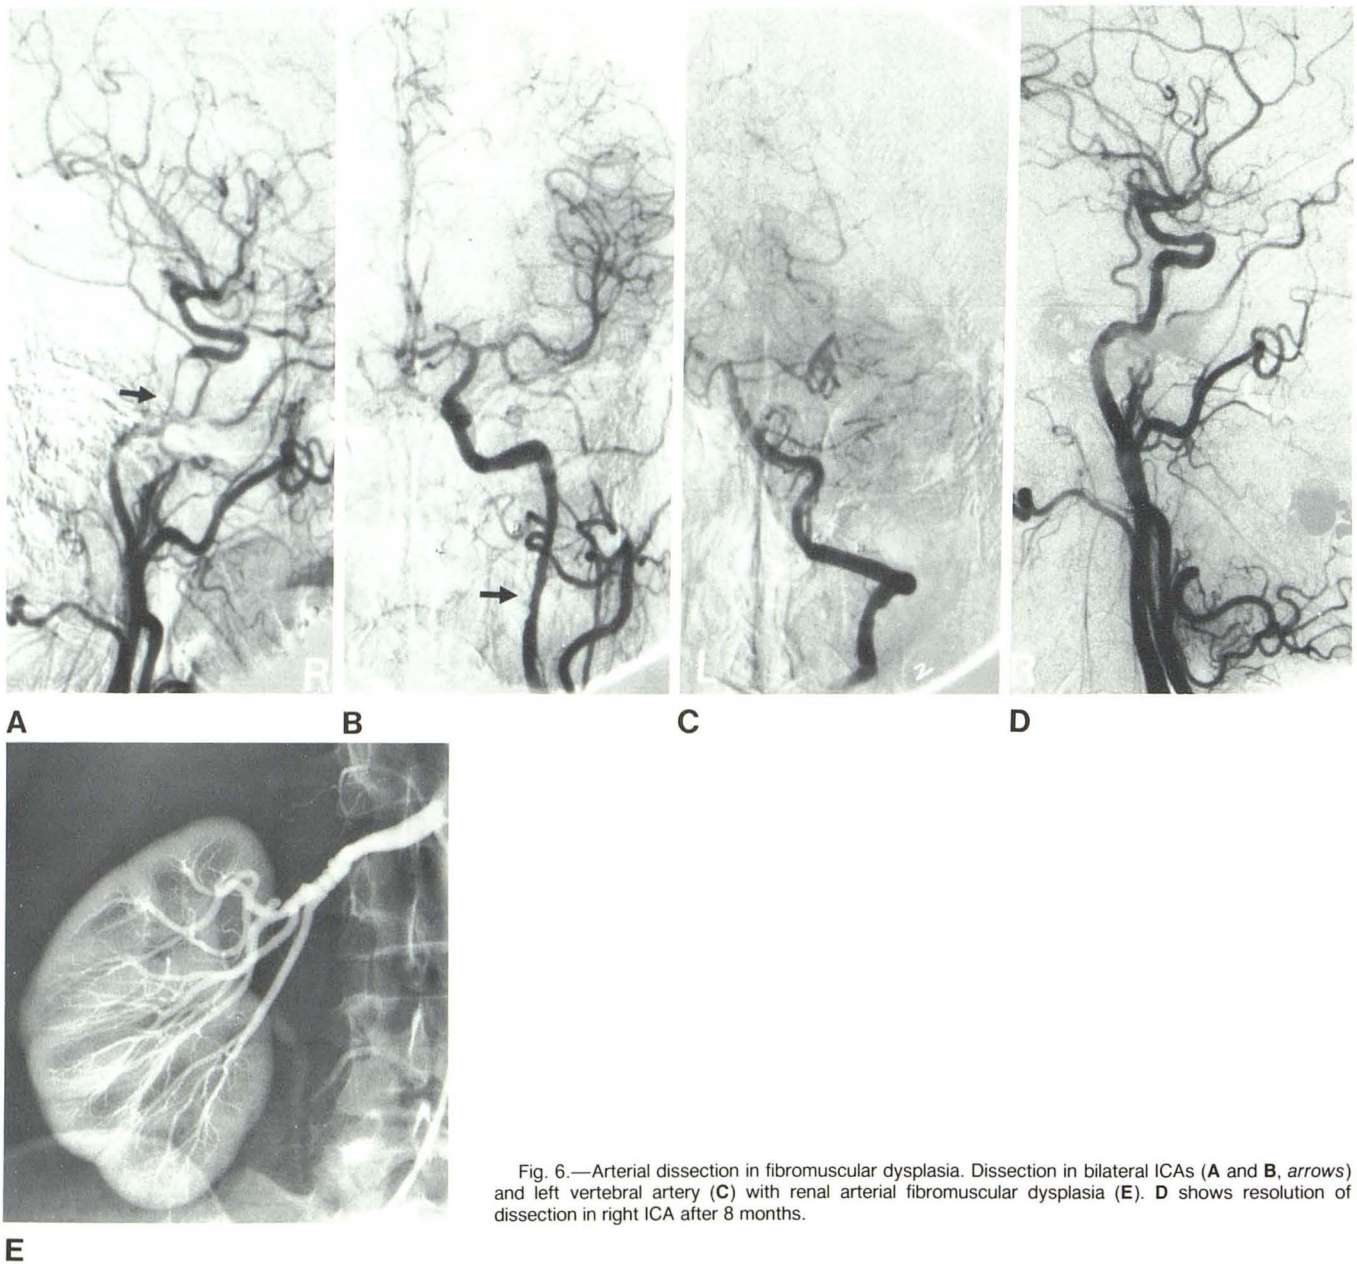 R
L
2
R
A
B
C
D
E
Fig. 6.—Arterial dissection in fibromuscular dysplasia. Dissection in bilateral ICAs (A and B, arrows)
and left vertebral artery (C) with renal arterial fibromuscular dysplasia (E). D shows resolution of
dissection in right ICA after 8 months.